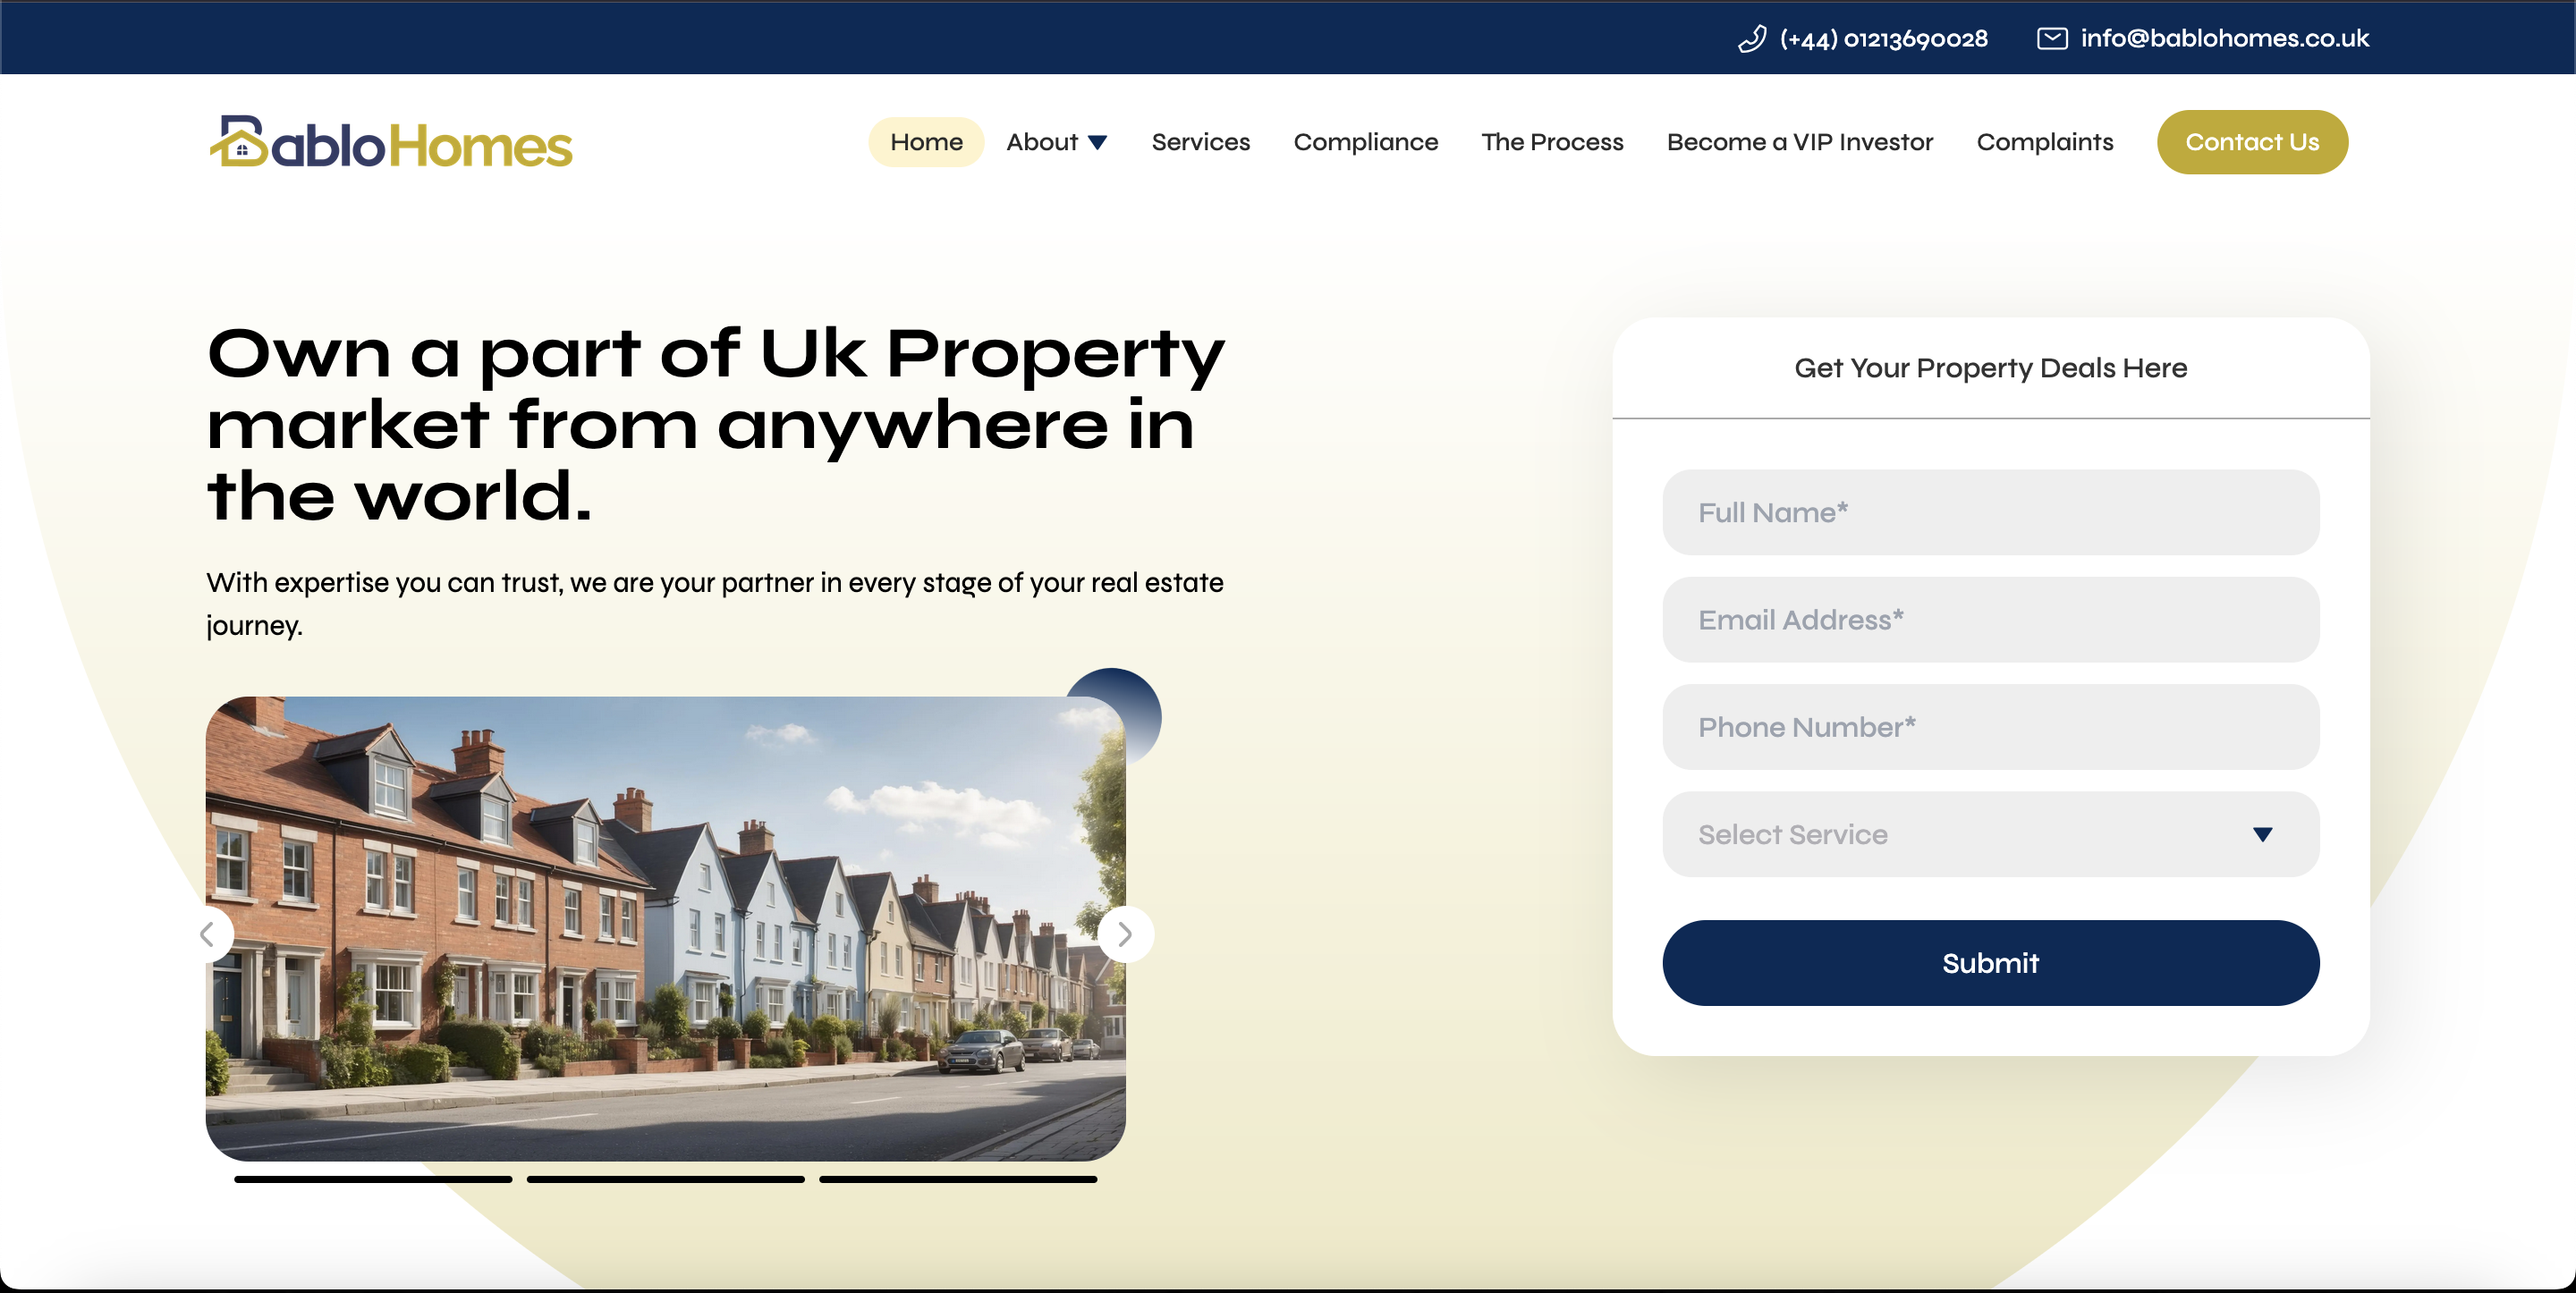 (+44) 01213690028
info@bablohomes.co.uk
BabloHomes
Home
About
Services
Compliance
The Process
Become a VIP Investor
Complaints
Contact Us
Own a part of Uk Property
market from anywhere in
the world.
With expertise you can trust, we are your partner in every stage of your real estate
journey.
Get Your Property Deals Here
Full Name*
Email Address*
Phone Number*
Select Service
Submit